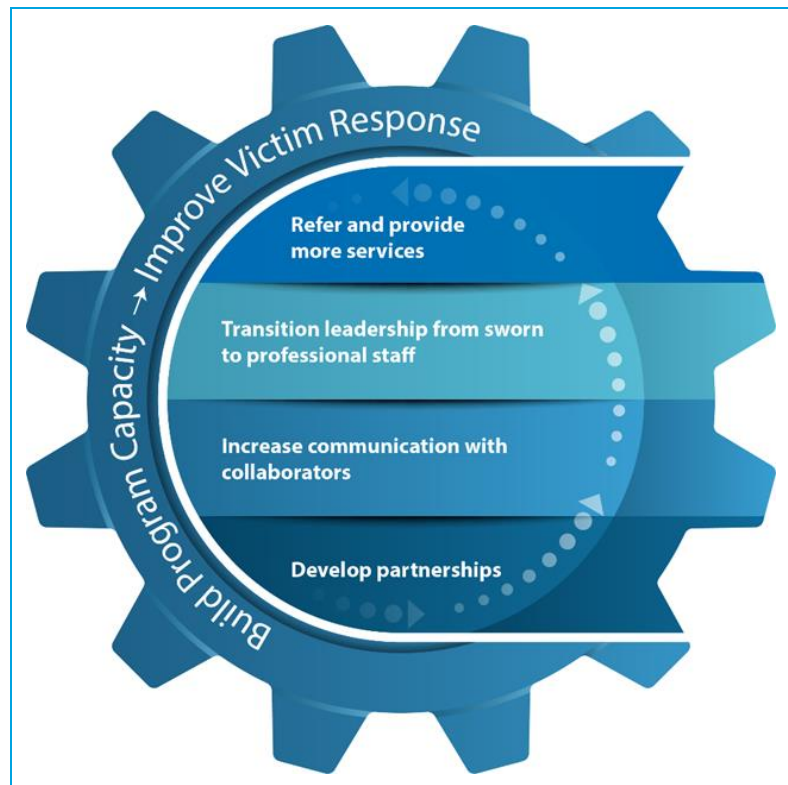 Build Program Capacity → Improve Victim Response
Refer and provide
more services
Transition leadership from sworn
to professional staff
Increase communication with
collaborators
Develop partnerships